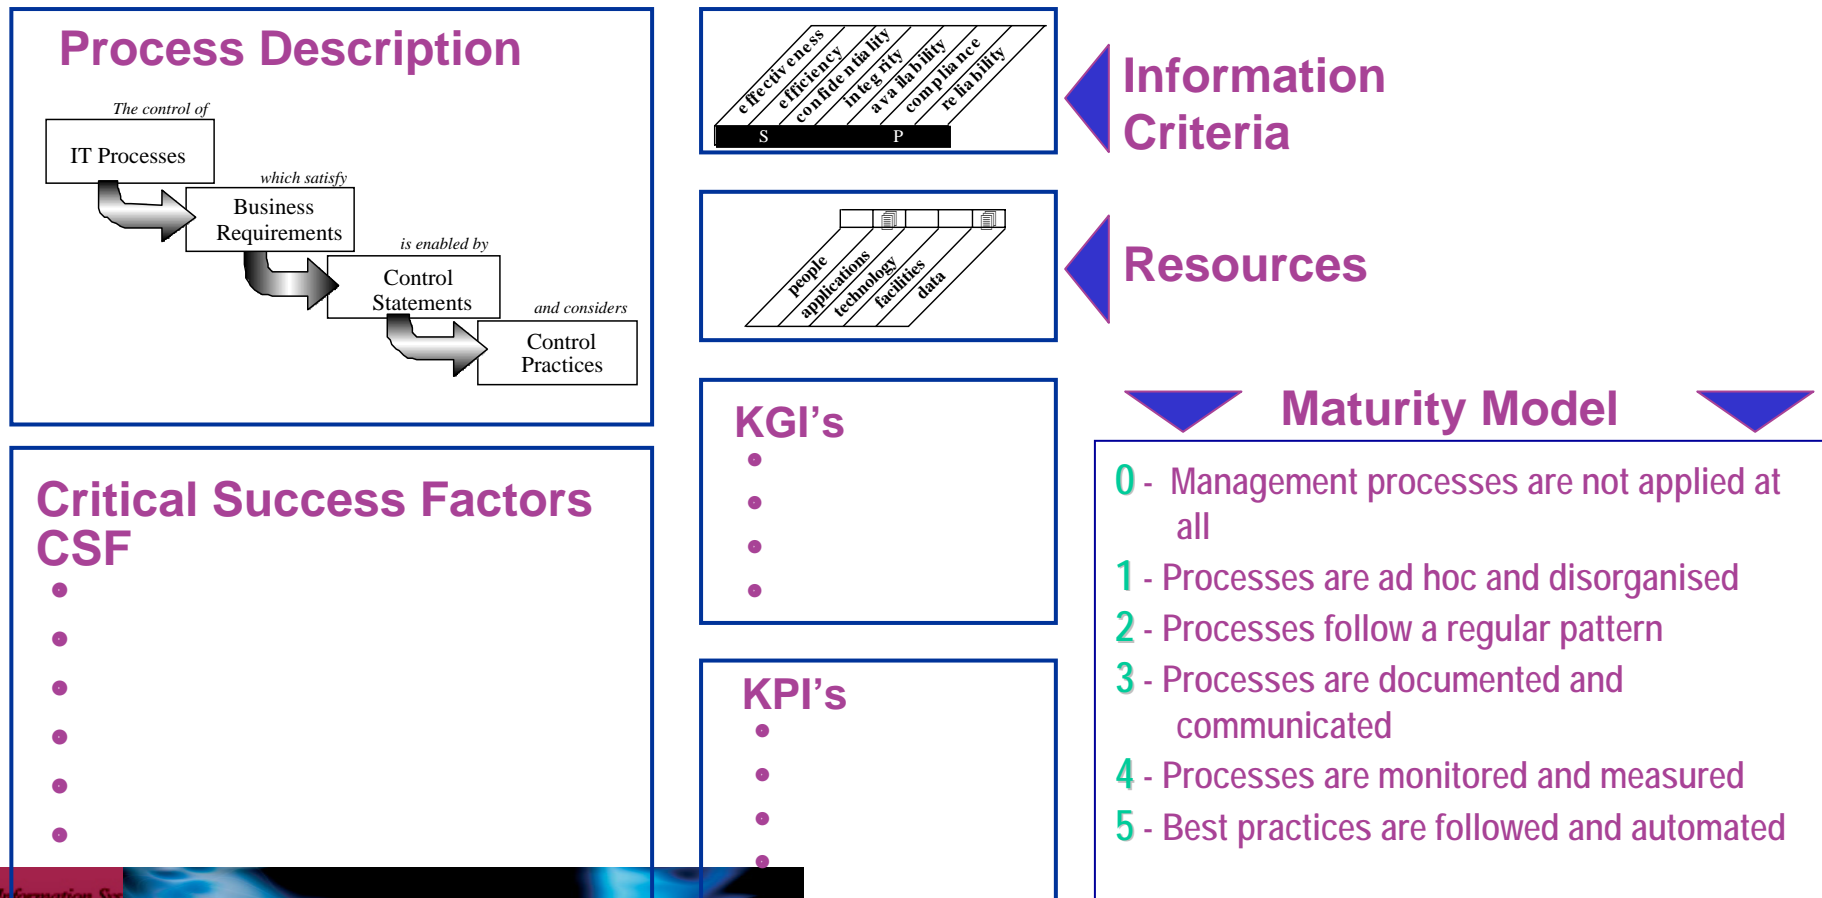 Process Description
The control of
IT Processes
which satisfy
Business
Requirements
is enabled by
Control
Statements
and considers
Control
Practices
effectiveness
efficiency
confidentiality
integrity
availability
compliance
reliability
S P
Information
Criteria
people
applications
technology
facilities
data
Resources
Critical Success Factors
CSF
KGI's
KPI's
Maturity Model
0 - Management processes are not applied at
all
1 - Processes are ad hoc and disorganised
2 - Processes follow a regular pattern
3 - Processes are documented and
communicated
4 - Processes are monitored and measured
5 - Best practices are followed and automated